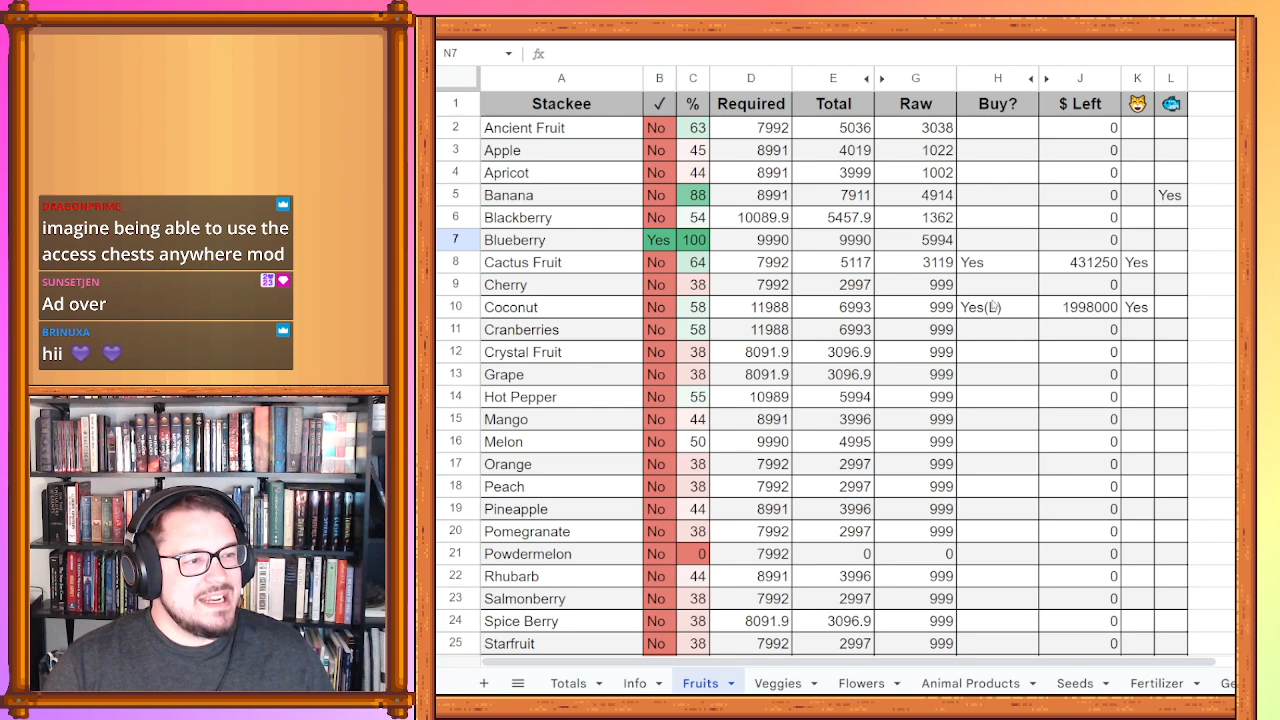 DRAGONPRIME
imagine being able to use the
access chests anywhere mod
SUNSETJEN
Ad over
BRINUXA
hii
N7 fx
A B C D E G H J K L
1 Stackee ✓ % Required Total Raw Buy? $ Left
2 Ancient Fruit No 63 7992 5036 3038 0
3 Apple No 45 8991 4019 1022 0
4 Apricot No 44 8991 3999 1002 0
5 Banana No 88 8991 7911 4914 0 Yes
6 Blackberry No 54 10089.9 5457.9 1362 0
7 Blueberry Yes 100 9990 9990 5994 0
8 Cactus Fruit No 64 7992 5117 3119 Yes 431250 Yes
9 Cherry No 38 7992 2997 999 0
10 Coconut No 58 11988 6993 999 Yes(L) 1998000 Yes
11 Cranberries No 58 11988 6993 999 0
12 Crystal Fruit No 38 8091.9 3096.9 999 0
13 Grape No 38 8091.9 3096.9 999 0
14 Hot Pepper No 55 10989 5994 999 0
15 Mango No 44 8991 3996 999 0
16 Melon No 50 9990 4995 999 0
17 Orange No 38 7992 2997 999 0
18 Peach No 38 7992 2997 999 0
19 Pineapple No 44 8991 3996 999 0
20 Pomegranate No 38 7992 2997 999 0
21 Powdermelon No 0 7992 0 0 0
22 Rhubarb No 44 8991 3996 999 0
23 Salmonberry No 38 7992 2997 999 0
24 Spice Berry No 38 8091.9 3096.9 999 0
25 Starfruit No 38 7992 2997 999 0
+ Totals Info Fruits Veggies Flowers Animal Products Seeds Fertilizer Ge